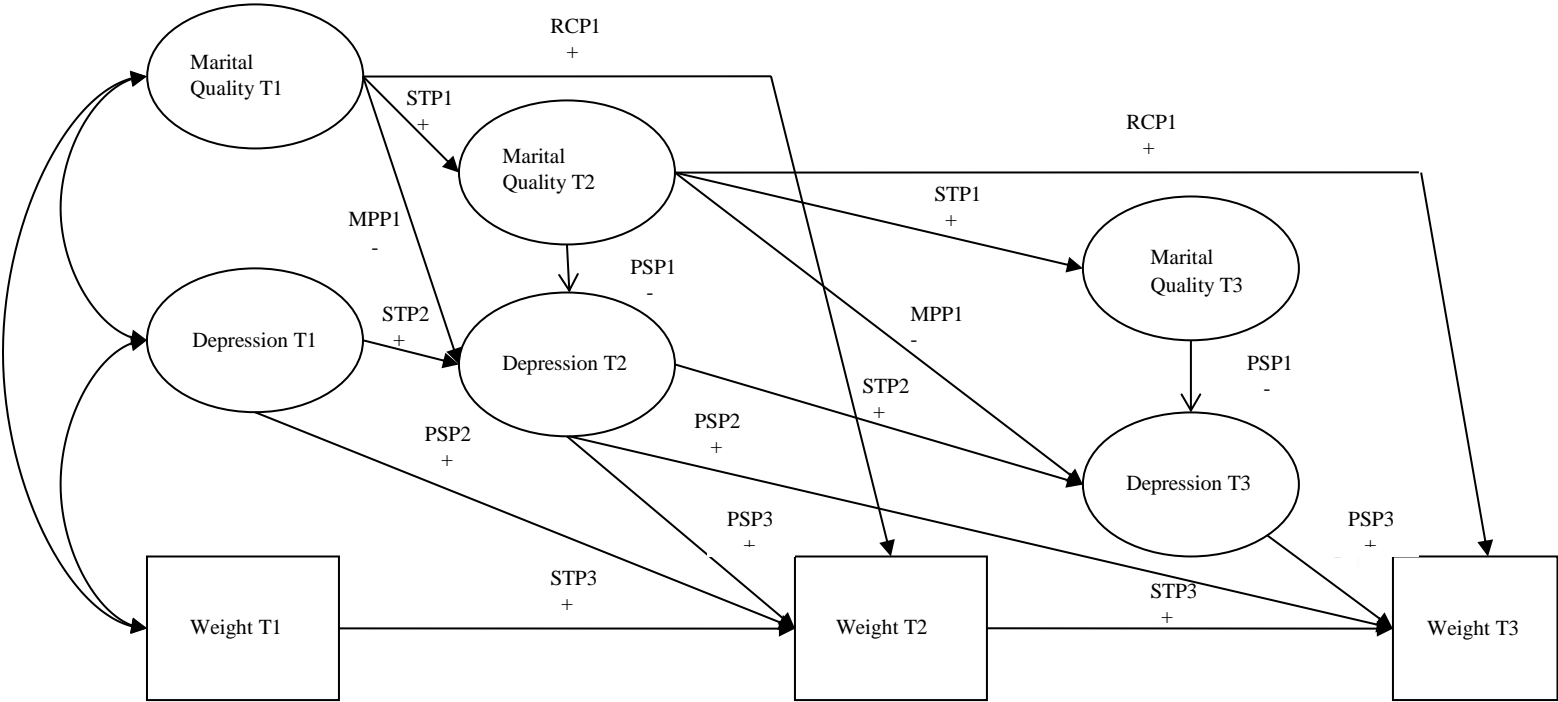 RCP1
+
Marital
Quality T1
STP1
+
RCP1
+
Marital
Quality T2
STP1
+
MPP1
-
PSP1
-
Marital
Quality T3
STP2
+
Depression T1
MPP1
-
Depression T2
PSP1
-
STP2
+
PSP2
+
PSP2
+
Depression T3
PSP3
+
PSP3
+
STP3
+
STP3
+
Weight T1
Weight T2
Weight T3